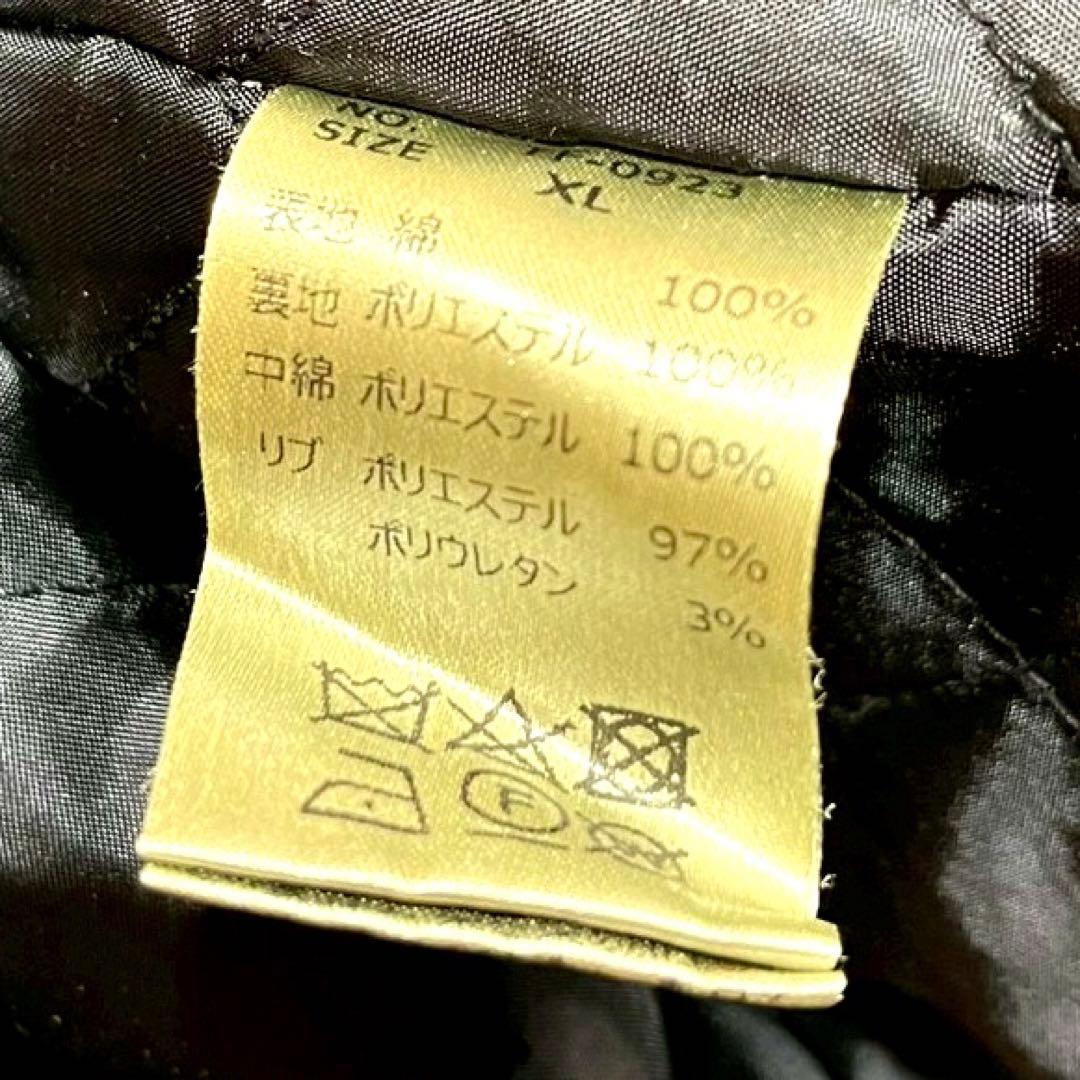 NO. -0923
SIZE XL
表地 綿 100%
裏地 ポリエステル 100%
中綿 ポリエステル 100%
リブ ポリエステル 97%
ポリウレタン 3%
F